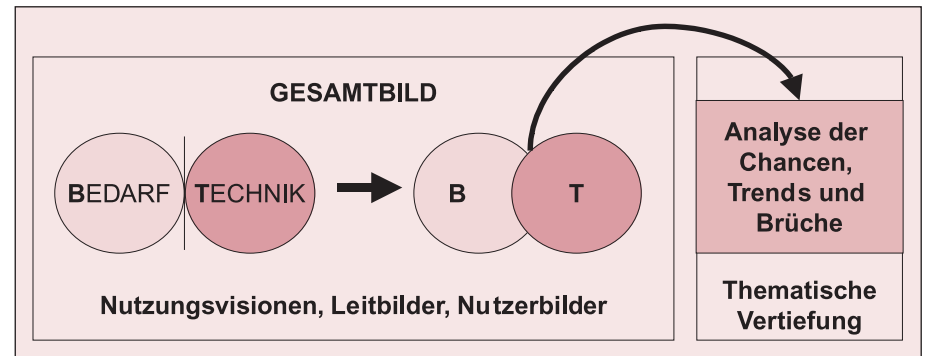 GESAMTBILD
BEDARF
TECHNIK
B
T
Nutzungsvisionen, Leitbilder, Nutzerbilder
Analyse der
Chancen,
Trends und
Brüche
Thematische
Vertiefung